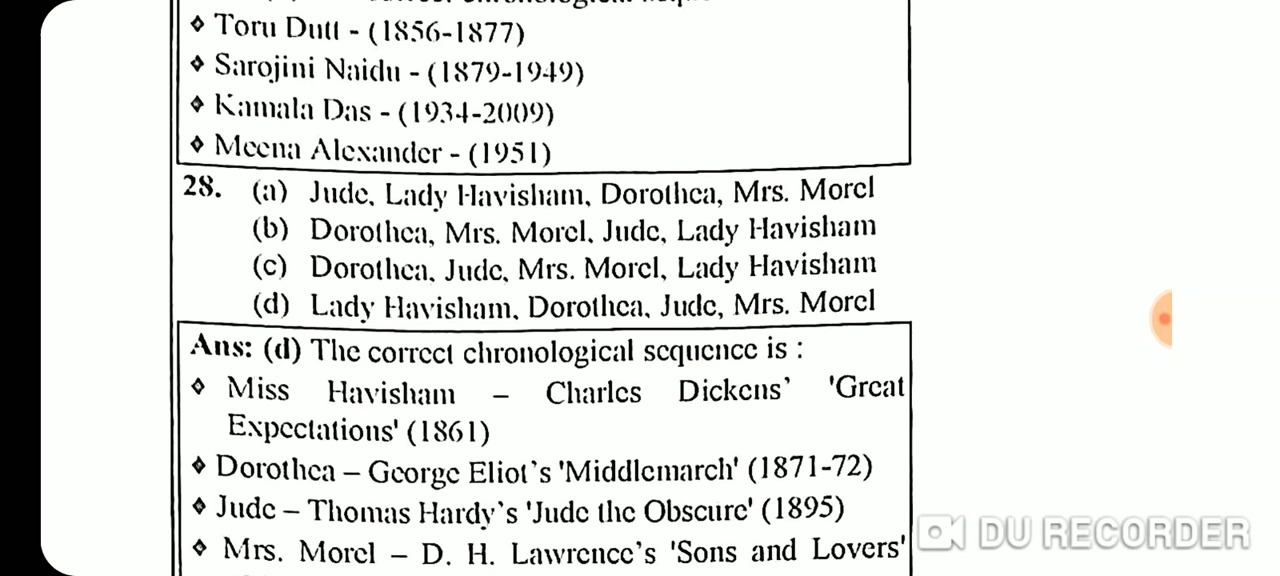 ❖ Toru Dutt - (1856-1877)
❖ Sarojini Naidu - (1879-1949)
❖ Kamala Das - (1934-2009)
❖ Meena Alexander - (1951)
28. (a) Jude, Lady Havisham, Dorothea, Mrs. Morel
(b) Dorothea, Mrs. Morel, Jude, Lady Havisham
(c) Dorothea, Jude, Mrs. Morel, Lady Havisham
(d) Lady Havisham, Dorothea, Jude, Mrs. Morel
Ans: (d) The correct chronological sequence is :
❖ Miss Havisham – Charles Dickens' 'Great
Expectations' (1861)
❖ Dorothea – George Eliot's 'Middlemarch' (1871-72)
❖ Jude – Thomas Hardy's 'Jude the Obscure' (1895)
❖ Mrs. Morel – D. H. Lawrence's 'Sons and Lovers'
DU RECORDER